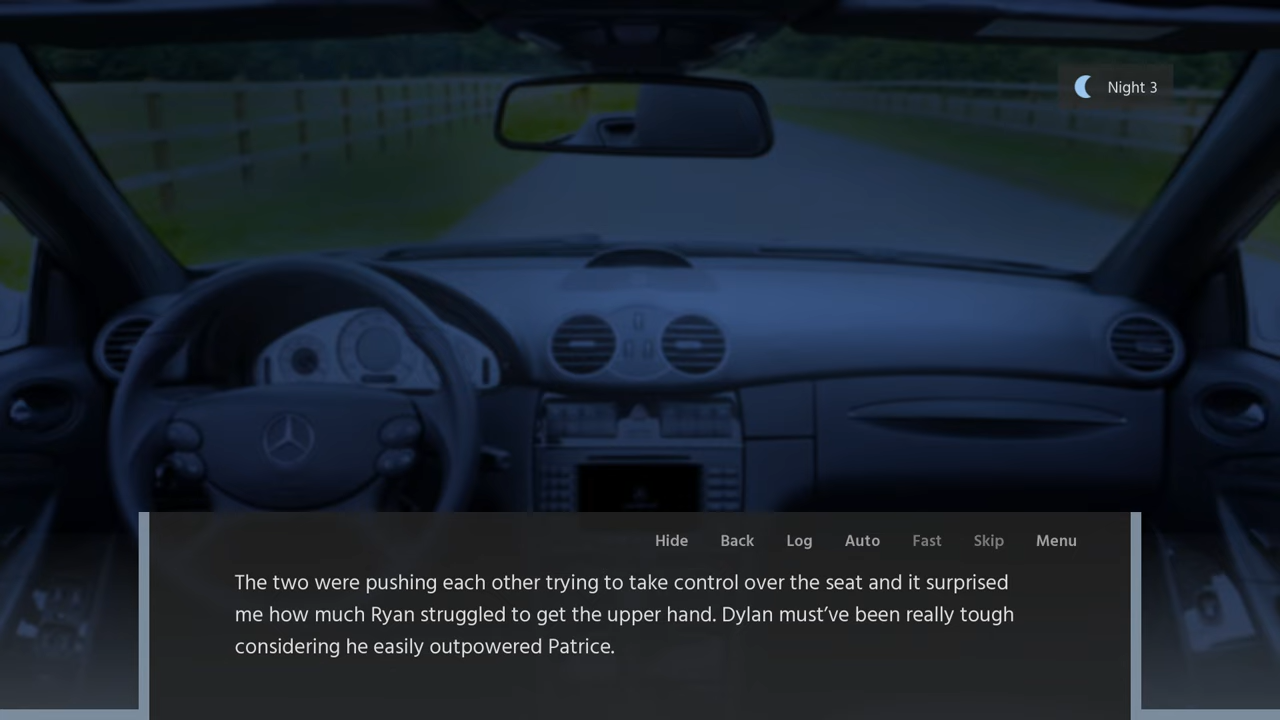 Night 3
Hide Back Log Auto Fast Skip Menu
The two were pushing each other trying to take control over the seat and it surprised
me how much Ryan struggled to get the upper hand. Dylan must’ve been really tough
considering he easily outpowered Patrice.